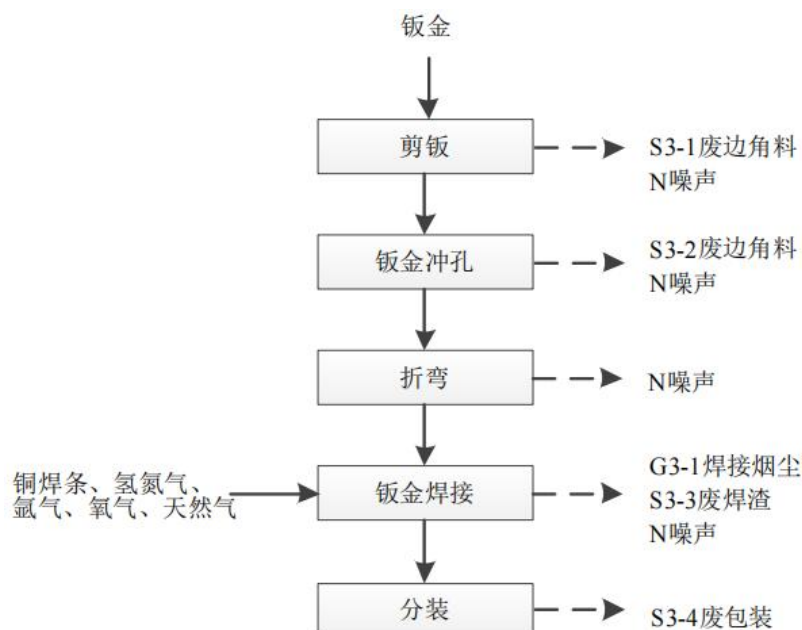 钣金
剪钣
S3-1废边角料
N噪声
钣金冲孔
S3-2废边角料
N噪声
折弯
N噪声
铜焊条、氢氮气、
氩气、氧气、天然气
钣金焊接
G3-1焊接烟尘
S3-3废焊渣
N噪声
分装
S3-4废包装